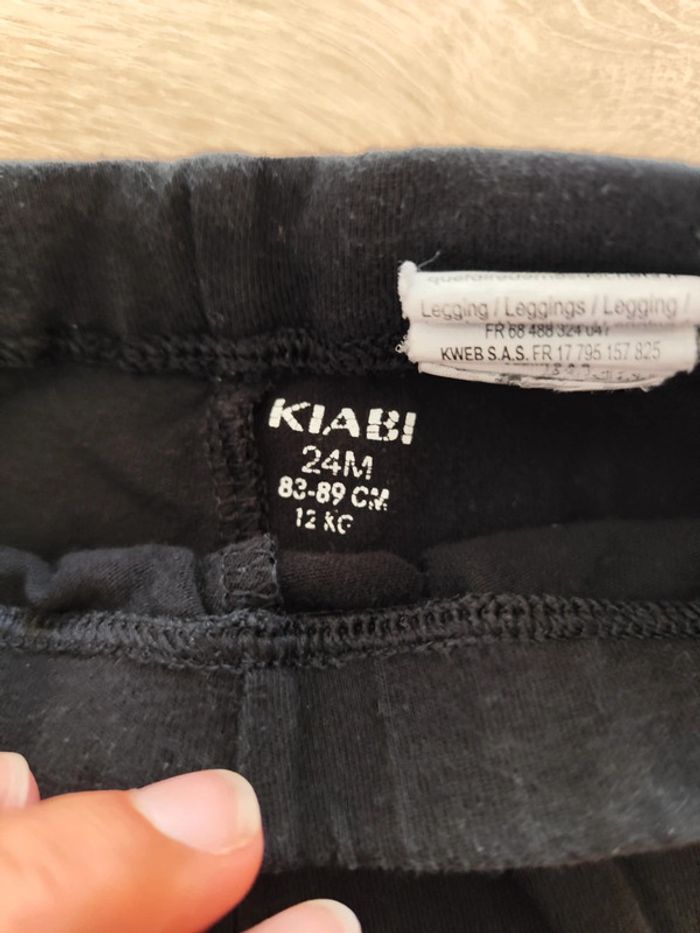 Legging / Leggings / Legging /
FR 68 488 324 047
KWEB S.A.S. FR 17 795 157 825
KIABI
24M
83-89 CM
12 KG